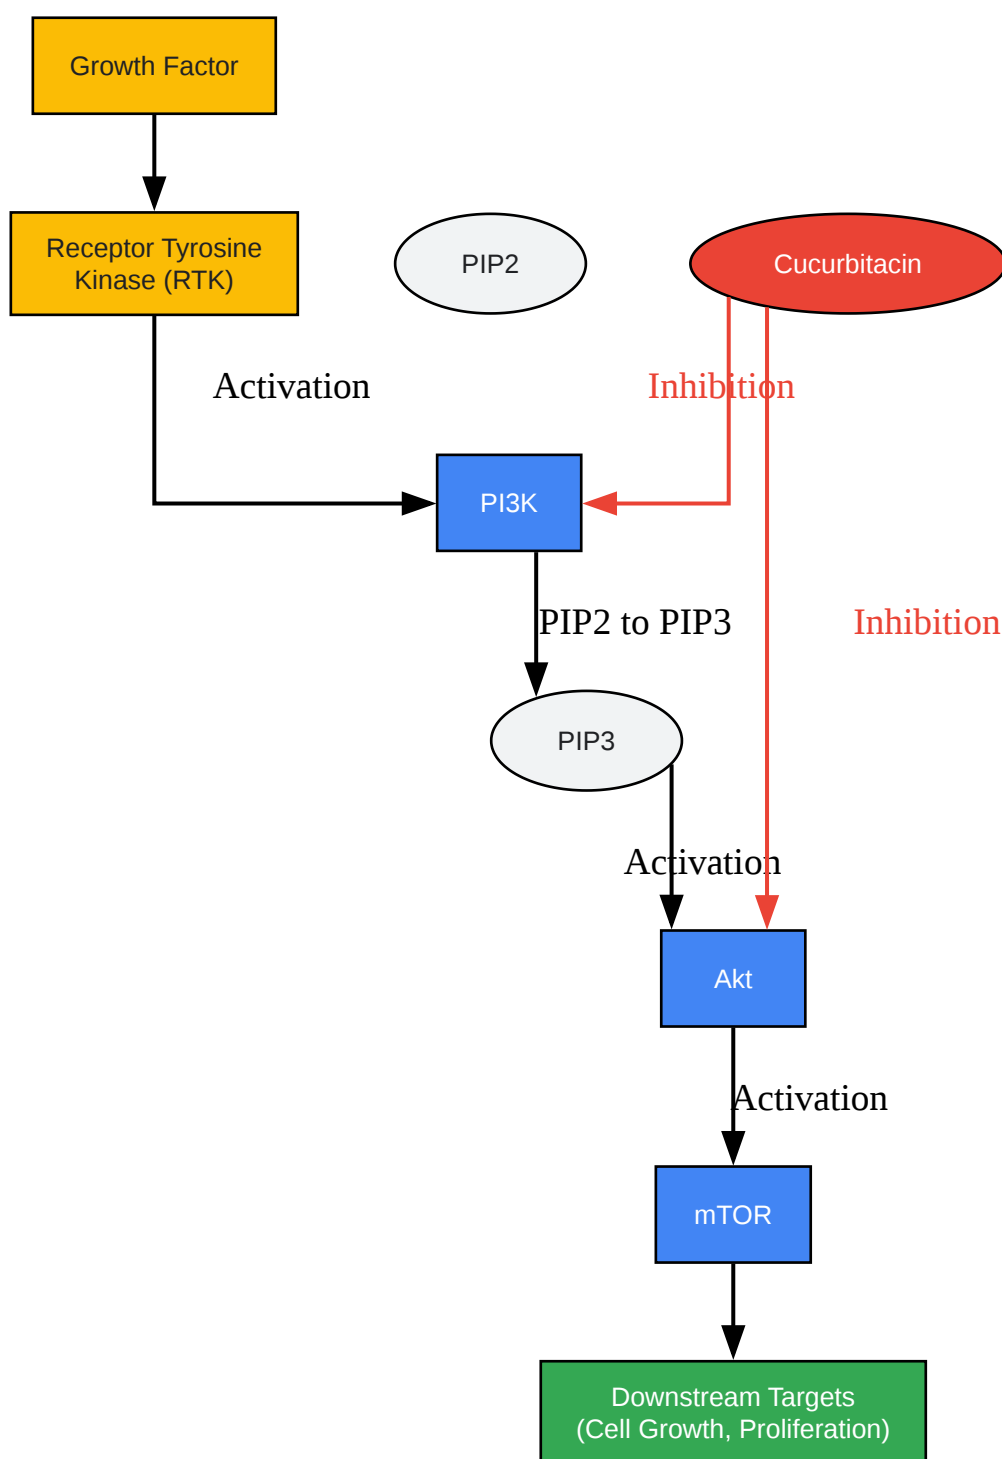 Growth Factor
Receptor Tyrosine
Kinase (RTK)
PIP2
Cucurbitacin
Activation
Inhibition
PI3K
PIP2 to PIP3
Inhibition
PIP3
Activation
Akt
Activation
mTOR
Downstream Targets
(Cell Growth, Proliferation)